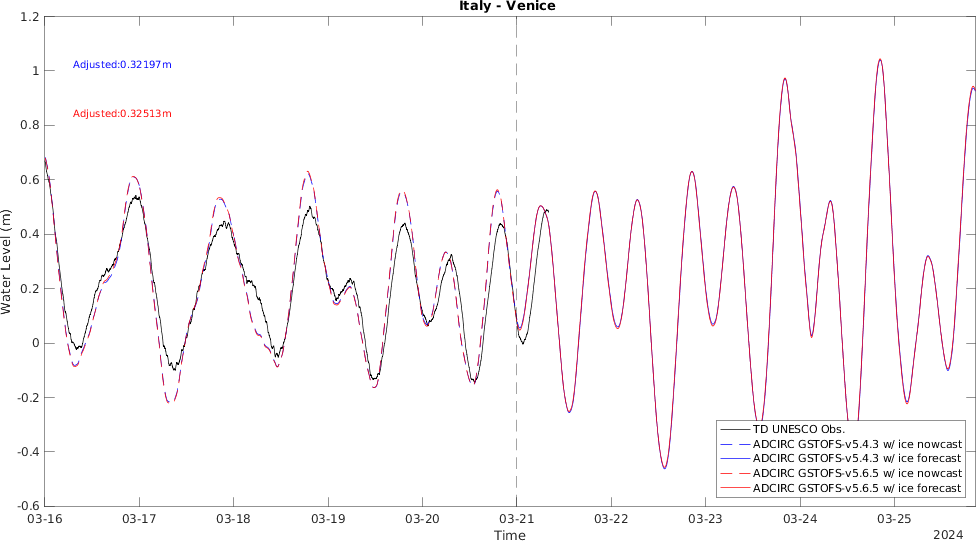 Italy - Venice
1.2
1
0.8
0.6
0.4
0.2
0
-0.2
-0.4
-0.6
Water Level (m)
Adjusted:0.32197m
Adjusted:0.32513m
TD UNESCO Obs.
ADCIRC GSTOFS-v5.4.3 w/ ice nowcast
ADCIRC GSTOFS-v5.4.3 w/ ice forecast
ADCIRC GSTOFS-v5.6.5 w/ ice nowcast
ADCIRC GSTOFS-v5.6.5 w/ ice forecast
03-16 03-17 03-18 03-19 03-20 03-21 03-22 03-23 03-24 03-25
Time
2024